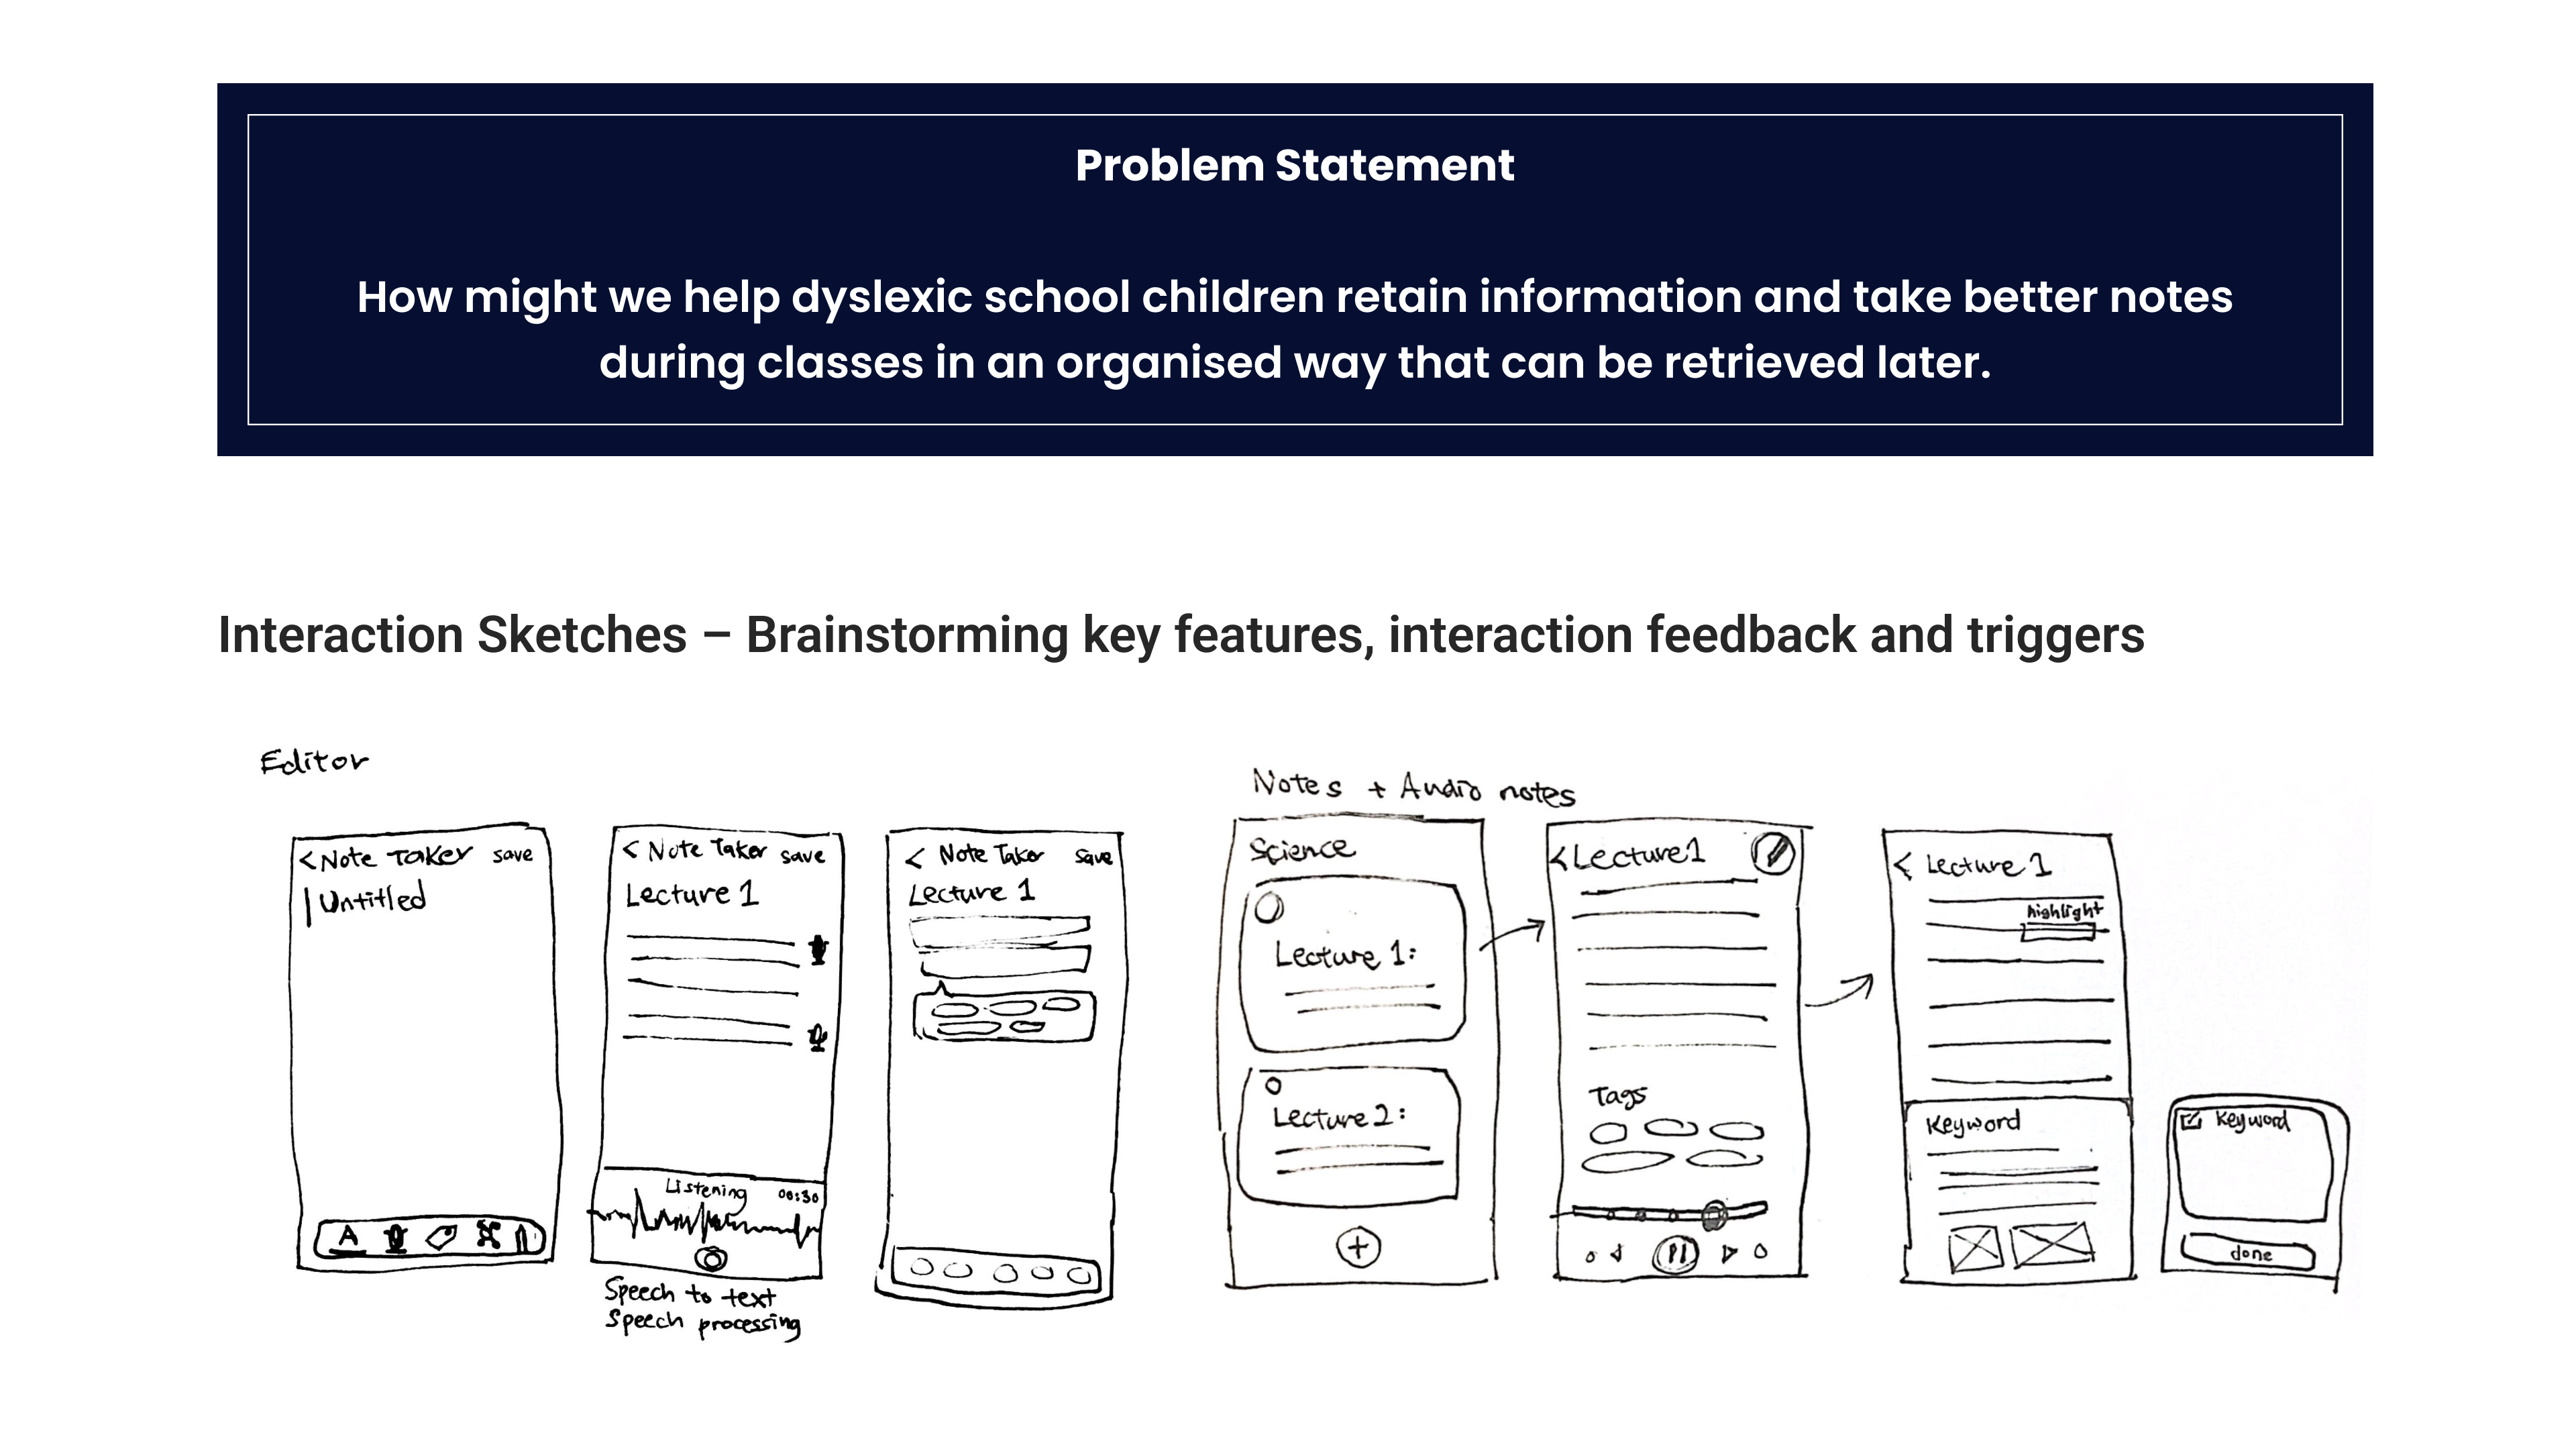 Problem Statement
How might we help dyslexic school children retain information and take better notes
during classes in an organised way that can be retrieved later.
Interaction Sketches – Brainstorming key features, interaction feedback and triggers
Editor
< Note Taker save
Untitled
A
< Note Taker save
Lecture 1
Listening 00:30
Speech to text
Speech processing
< Note Taker save
Lecture 1
Notes + Audio notes
Science
Lecture 1:
Lecture 2:
+
< Lecture 1
Tags
< Lecture 1
highlight
Keyword
Keyword
done